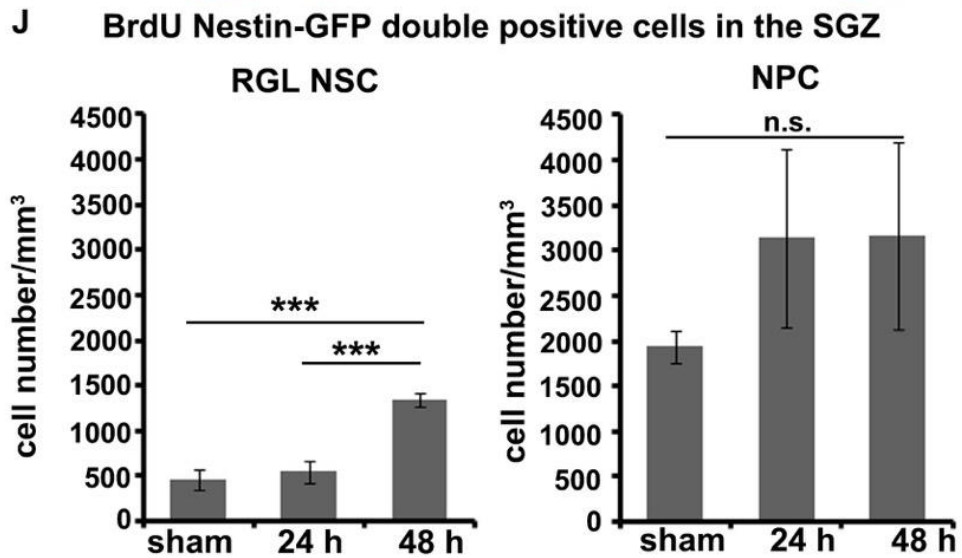 J BrdU Nestin-GFP double positive cells in the SGZ
RGL NSC
cell number/mm³
4500
4000
3500
3000
2500
2000
1500
1000
500
0
***
***
sham 24 h 48 h
NPC
cell number/mm³
4500
4000
3500
3000
2500
2000
1500
1000
500
0
n.s.
sham 24 h 48 h